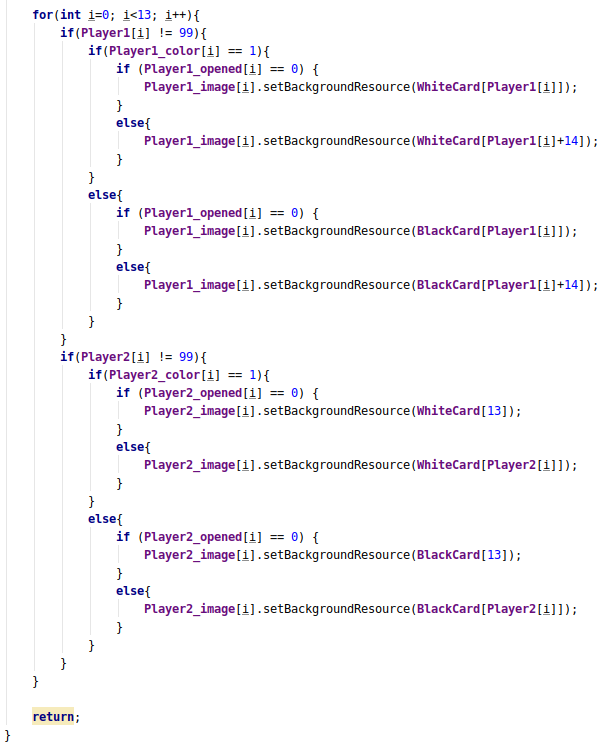 for(int i=0; i<13; i++){
if(Player1[i] != 99){
if(Player1_color[i] == 1){
if (Player1_opened[i] == 0) {
Player1_image[i].setBackgroundResource(WhiteCard[Player1[i]]);
}
else{
Player1_image[i].setBackgroundResource(WhiteCard[Player1[i]+14]);
}
}
else{
if (Player1_opened[i] == 0) {
Player1_image[i].setBackgroundResource(BlackCard[Player1[i]]);
}
else{
Player1_image[i].setBackgroundResource(BlackCard[Player1[i]+14]);
}
}
}
if(Player2[i] != 99){
if(Player2_color[i] == 1){
if (Player2_opened[i] == 0) {
Player2_image[i].setBackgroundResource(WhiteCard[13]);
}
else{
Player2_image[i].setBackgroundResource(WhiteCard[Player2[i]]);
}
}
else{
if (Player2_opened[i] == 0) {
Player2_image[i].setBackgroundResource(BlackCard[13]);
}
else{
Player2_image[i].setBackgroundResource(BlackCard[Player2[i]]);
}
}
}
}
return;
}